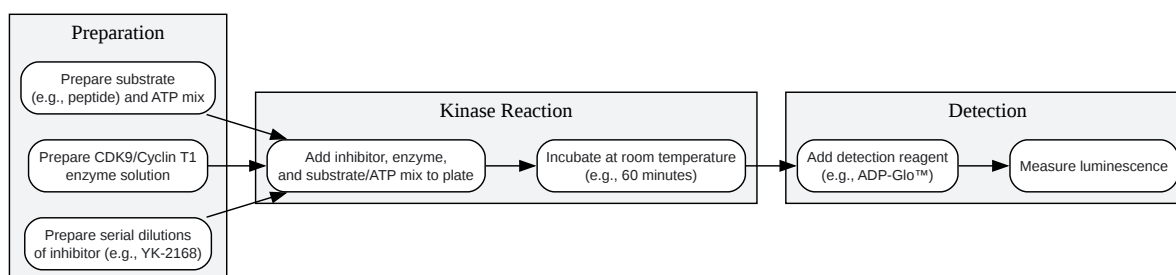 Preparation
Prepare substrate
(e.g., peptide) and ATP mix
Prepare CDK9/Cyclin T1
enzyme solution
Prepare serial dilutions
of inhibitor (e.g., YK-2168)
Kinase Reaction
Add inhibitor, enzyme,
and substrate/ATP mix to plate
Incubate at room temperature
(e.g., 60 minutes)
Detection
Add detection reagent
(e.g., ADP-Glo™)
Measure luminescence